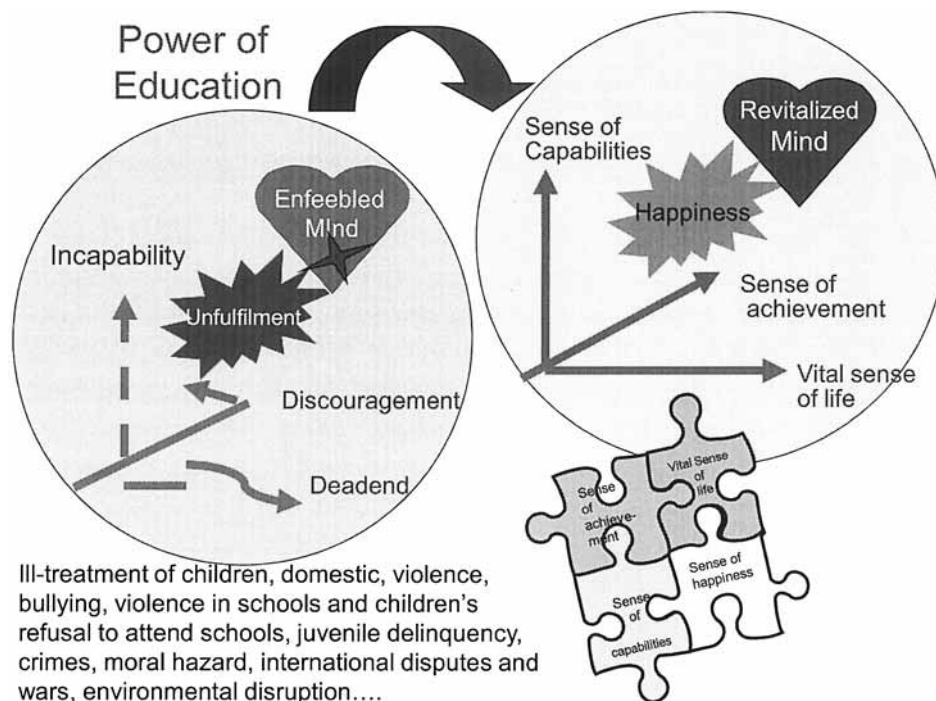 Power of
Education
Enfeebled
MInd
Incapability
Unfulfilment
Discouragement
Deadend
Sense of
Capabilities
Revitalized
Mind
Happiness
Sense of
achievement
Vital sense
of life
Sense
of
achieve-
ment
Vital Sense
of
life
Sense
of
capabilities
Sense of
happiness
Ill-treatment of children, domestic, violence,
bullying, violence in schools and children's
refusal to attend schools, juvenile delinquency,
crimes, moral hazard, international disputes and
wars, environmental disruption....